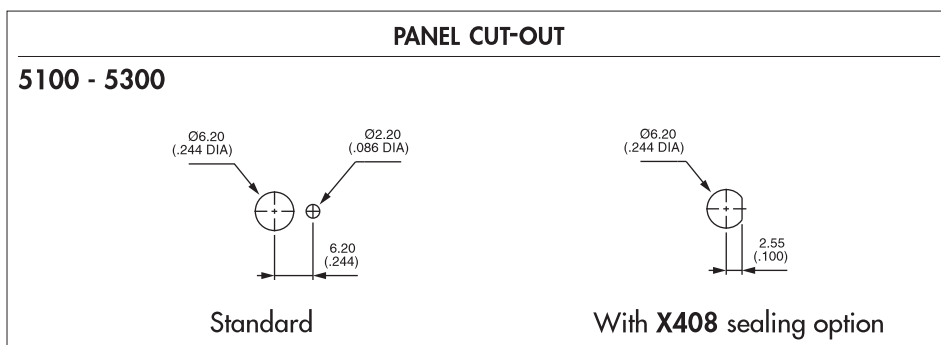 PANEL CUT-OUT
5100 - 5300
Ø6.20
(.244 DIA)
Ø2.20
(.086 DIA)
6.20
(.244)
Standard
Ø6.20
(.244 DIA)
2.55
(.100)
With X408 sealing option